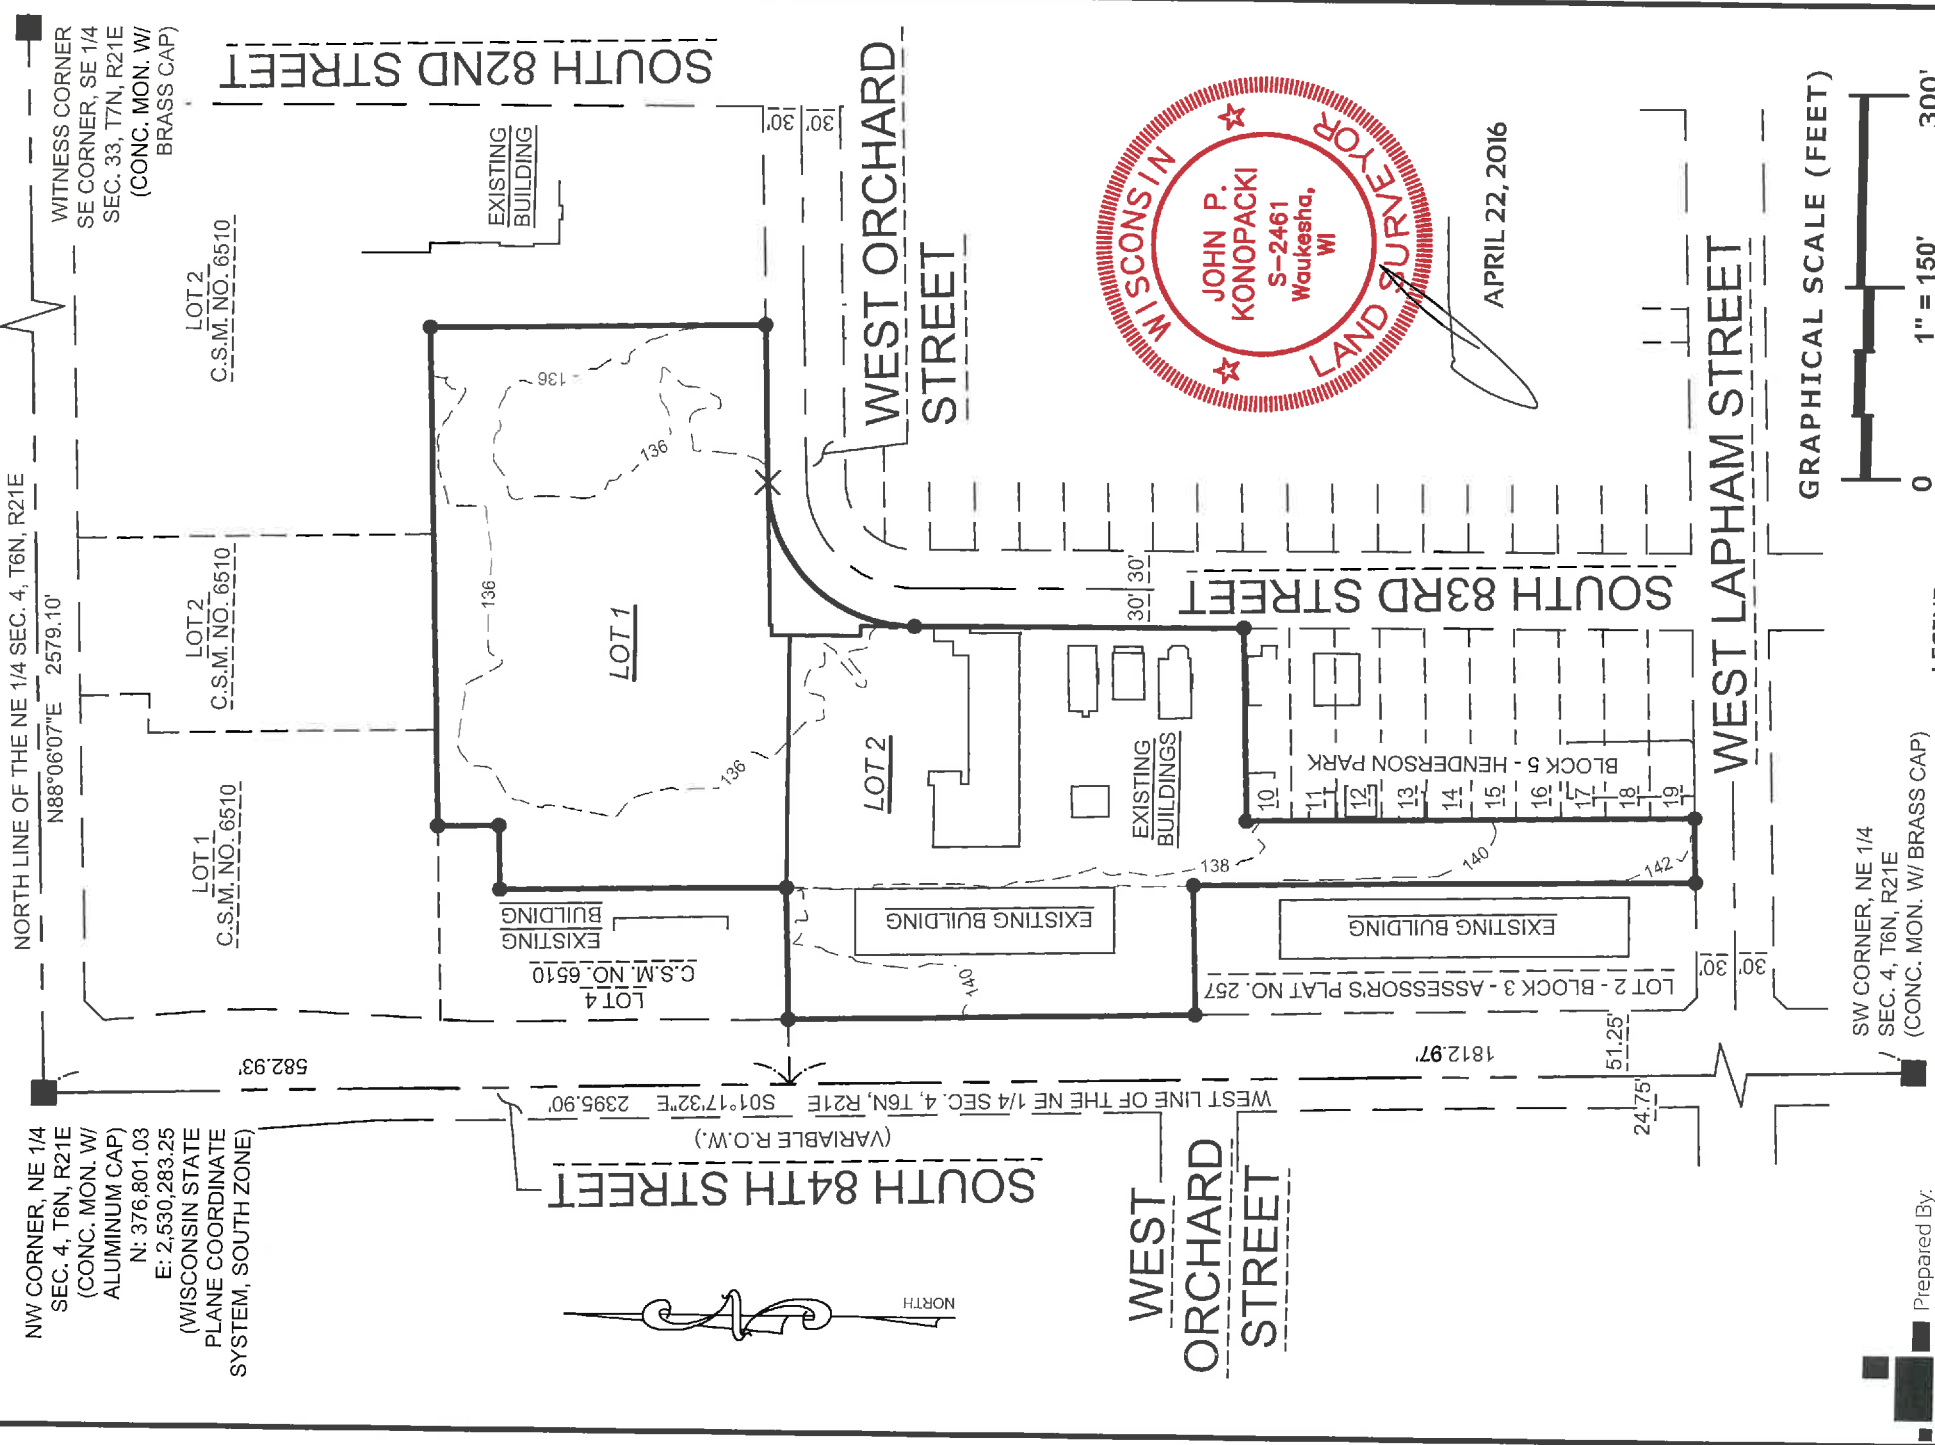 NORTH LINE OF THE NE 1/4 SEC. 4, T6N, R21E
N88°06'07"E 2579.10'
WITNESS CORNER
SE CORNER, SE 1/4
SEC. 33, T7N, R21E
(CONC. MON. W/
BRASS CAP)
NW CORNER, NE 1/4
SEC. 4, T6N, R21E
(CONC. MON. W/
ALUMINUM CAP)
N: 376,801.03
E: 2,530,283.25
(WISCONSIN STATE
PLANE COORDINATE
SYSTEM, SOUTH ZONE)
LOT 1
C.S.M. NO. 6510
LOT 2
C.S.M. NO. 6510
LOT 2
C.S.M. NO. 6510
SOUTH 82ND STREET
EXISTING
BUILDING
582.93'
EXISTING
BUILDING
LOT 4
C.S.M. NO. 6510
LOT 1
136
136
136
136
30'
30'
WEST ORCHARD
STREET
SOUTH 84TH STREET
(VARIABLE R.O.W.)
WEST LINE OF THE NE 1/4 SEC. 4, T6N, R21E S01°17'32"E 2395.90'
LOT 2
EXISTING BUILDING
140
EXISTING
BUILDINGS
138
30'
30'
SOUTH 83RD STREET
NORTH
WEST
ORCHARD
STREET
EXISTING BUILDING
LOT 2 - BLOCK 3 - ASSESSOR'S PLAT NO. 257
140
142
10
11
12
13
14
15
16
17
18
19
BLOCK 5 - HENDERSON PARK
1812.97'
51.25'
24.75'
30'
30'
WEST LAPHAM STREET
WISCONSIN
JOHN P.
KONOPACKI
S-2461
Waukesha,
WI
LAND SURVEYOR
APRIL 22, 2016
GRAPHICAL SCALE (FEET)
0
1" = 150'
300'
SW CORNER, NE 1/4
SEC. 4, T6N, R21E
(CONC. MON. W/ BRASS CAP)
Prepared By: